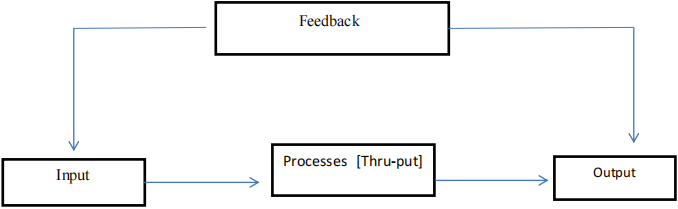 Feedback
Input
Processes [Thru-put]
Output